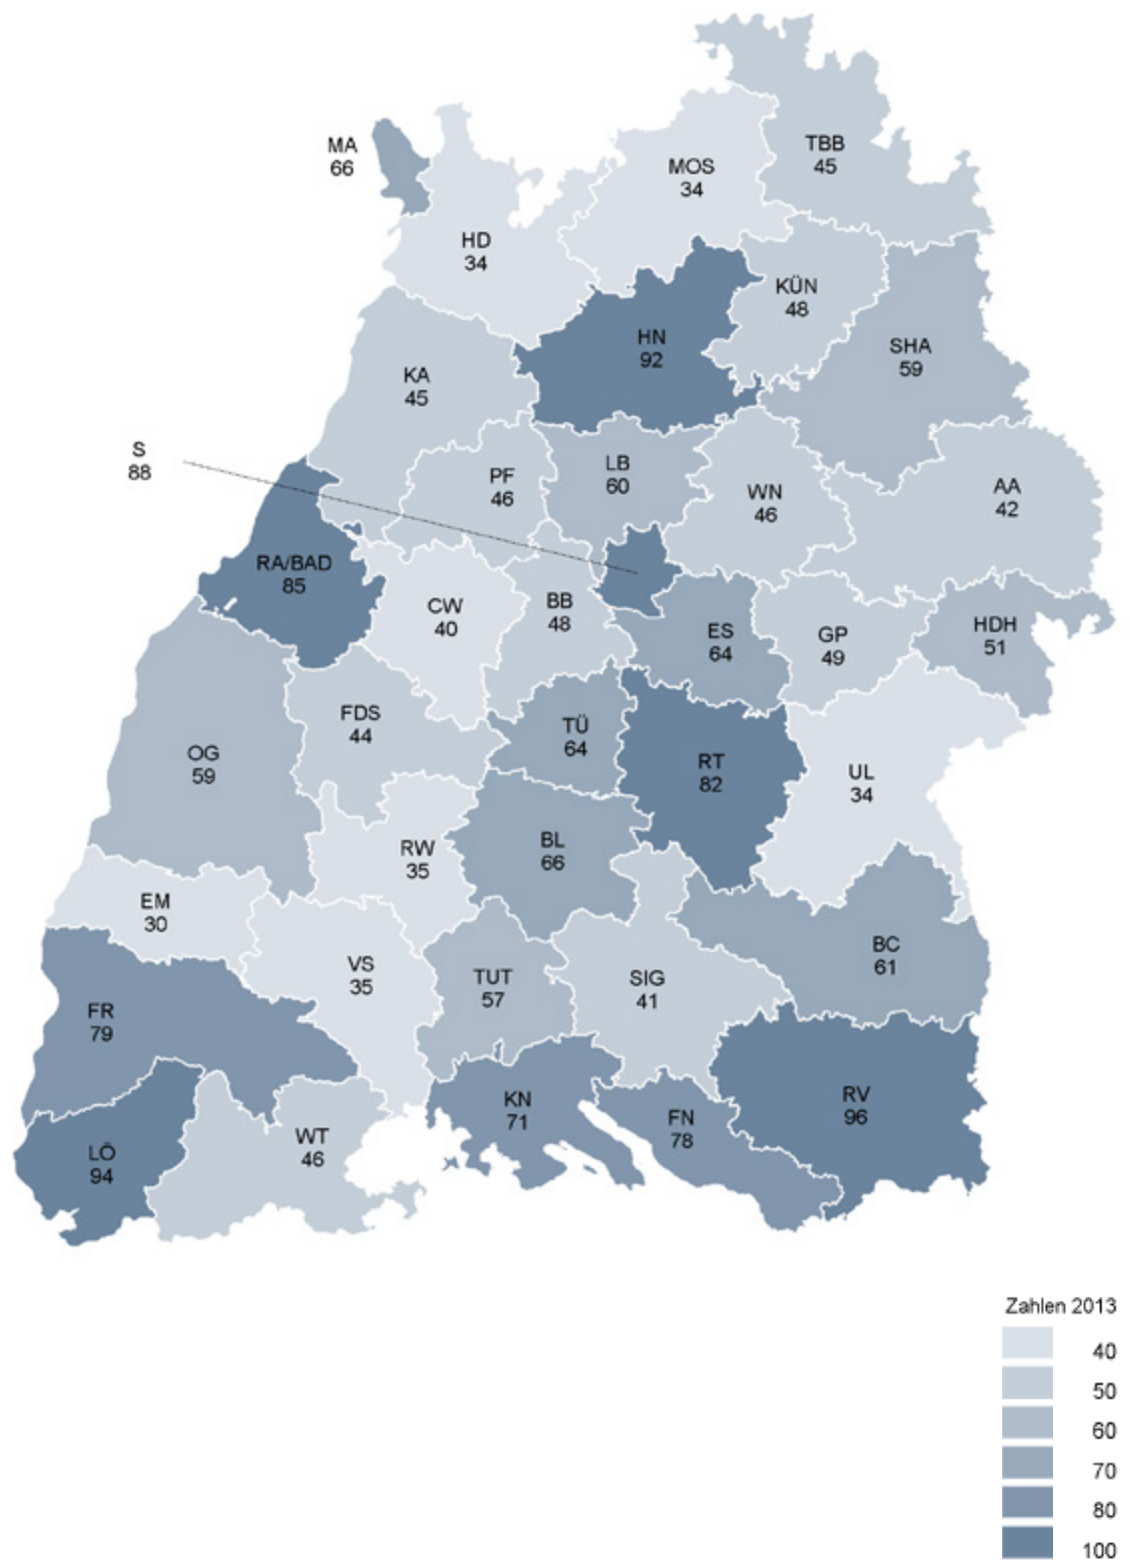 TBB
45
MA
66
MOS
34
HD
34
KÜN
48
HN
92
SHA
59
KA
45
S
88
LB
60
PF
46
WN
46
AA
42
RA/BAD
85
CW
40
BB
48
ES
64
GP
49
HDH
51
FDS
44
TÜ
64
OG
59
RT
82
UL
34
BL
66
RW
35
EM
30
BC
61
VS
35
TUT
57
SIG
41
FR
79
KN
71
FN
78
RV
96
WT
46
LÖ
94
Zahlen 2013
40
50
60
70
80
100